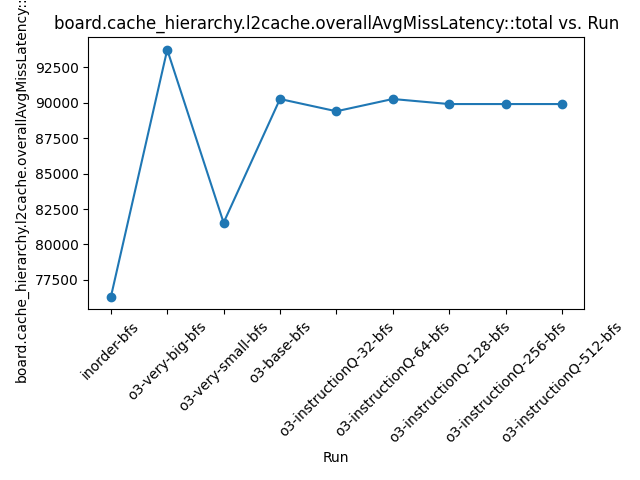 board.cache_hierarchy.l2cache.overallAvgMissLatency::total vs. Run
board.cache_hierarchy.l2cache.overallAvgMissLatency::
92500
90000
87500
85000
82500
80000
77500
inorder-bfs
o3-very-big-bfs
o3-very-small-bfs
o3-base-bfs
o3-instructionQ-32-bfs
o3-instructionQ-64-bfs
o3-instructionQ-128-bfs
o3-instructionQ-256-bfs
o3-instructionQ-512-bfs
Run